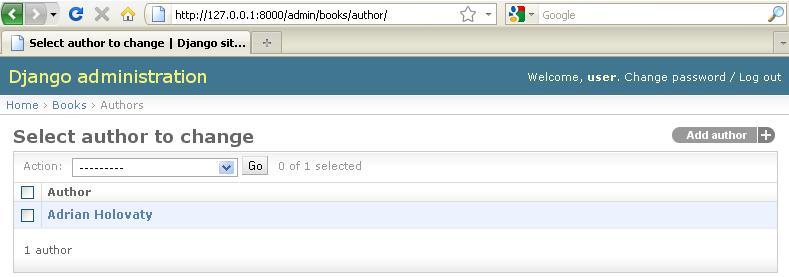 http://127.0.0.1:8000/admin/books/author/
Google
Select author to change | Django sit...
Django administration
Welcome, user. Change password / Log out
Home › Books › Authors
Select author to change
Add author +
Action: --------- Go 0 of 1 selected
Author
Adrian Holovaty
1 author